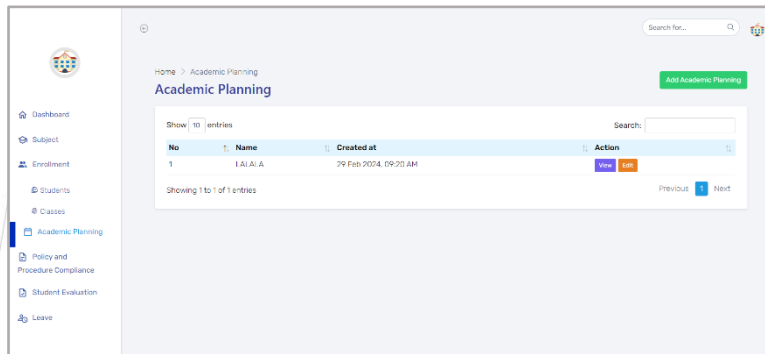 Search for...
Home > Academic Planning
Academic Planning
Add Academic Planning
Dashboard
Subject
Enrollment
Students
Classes
Academic Planning
Policy and
Procedure Compliance
Student Evaluation
Leave
Show 10 entries
Search:
No Name Created at Action
1 LALALA 29 Feb 2024, 09:20 AM View Edit
Showing 1 to 1 of 1 entries
Previous 1 Next